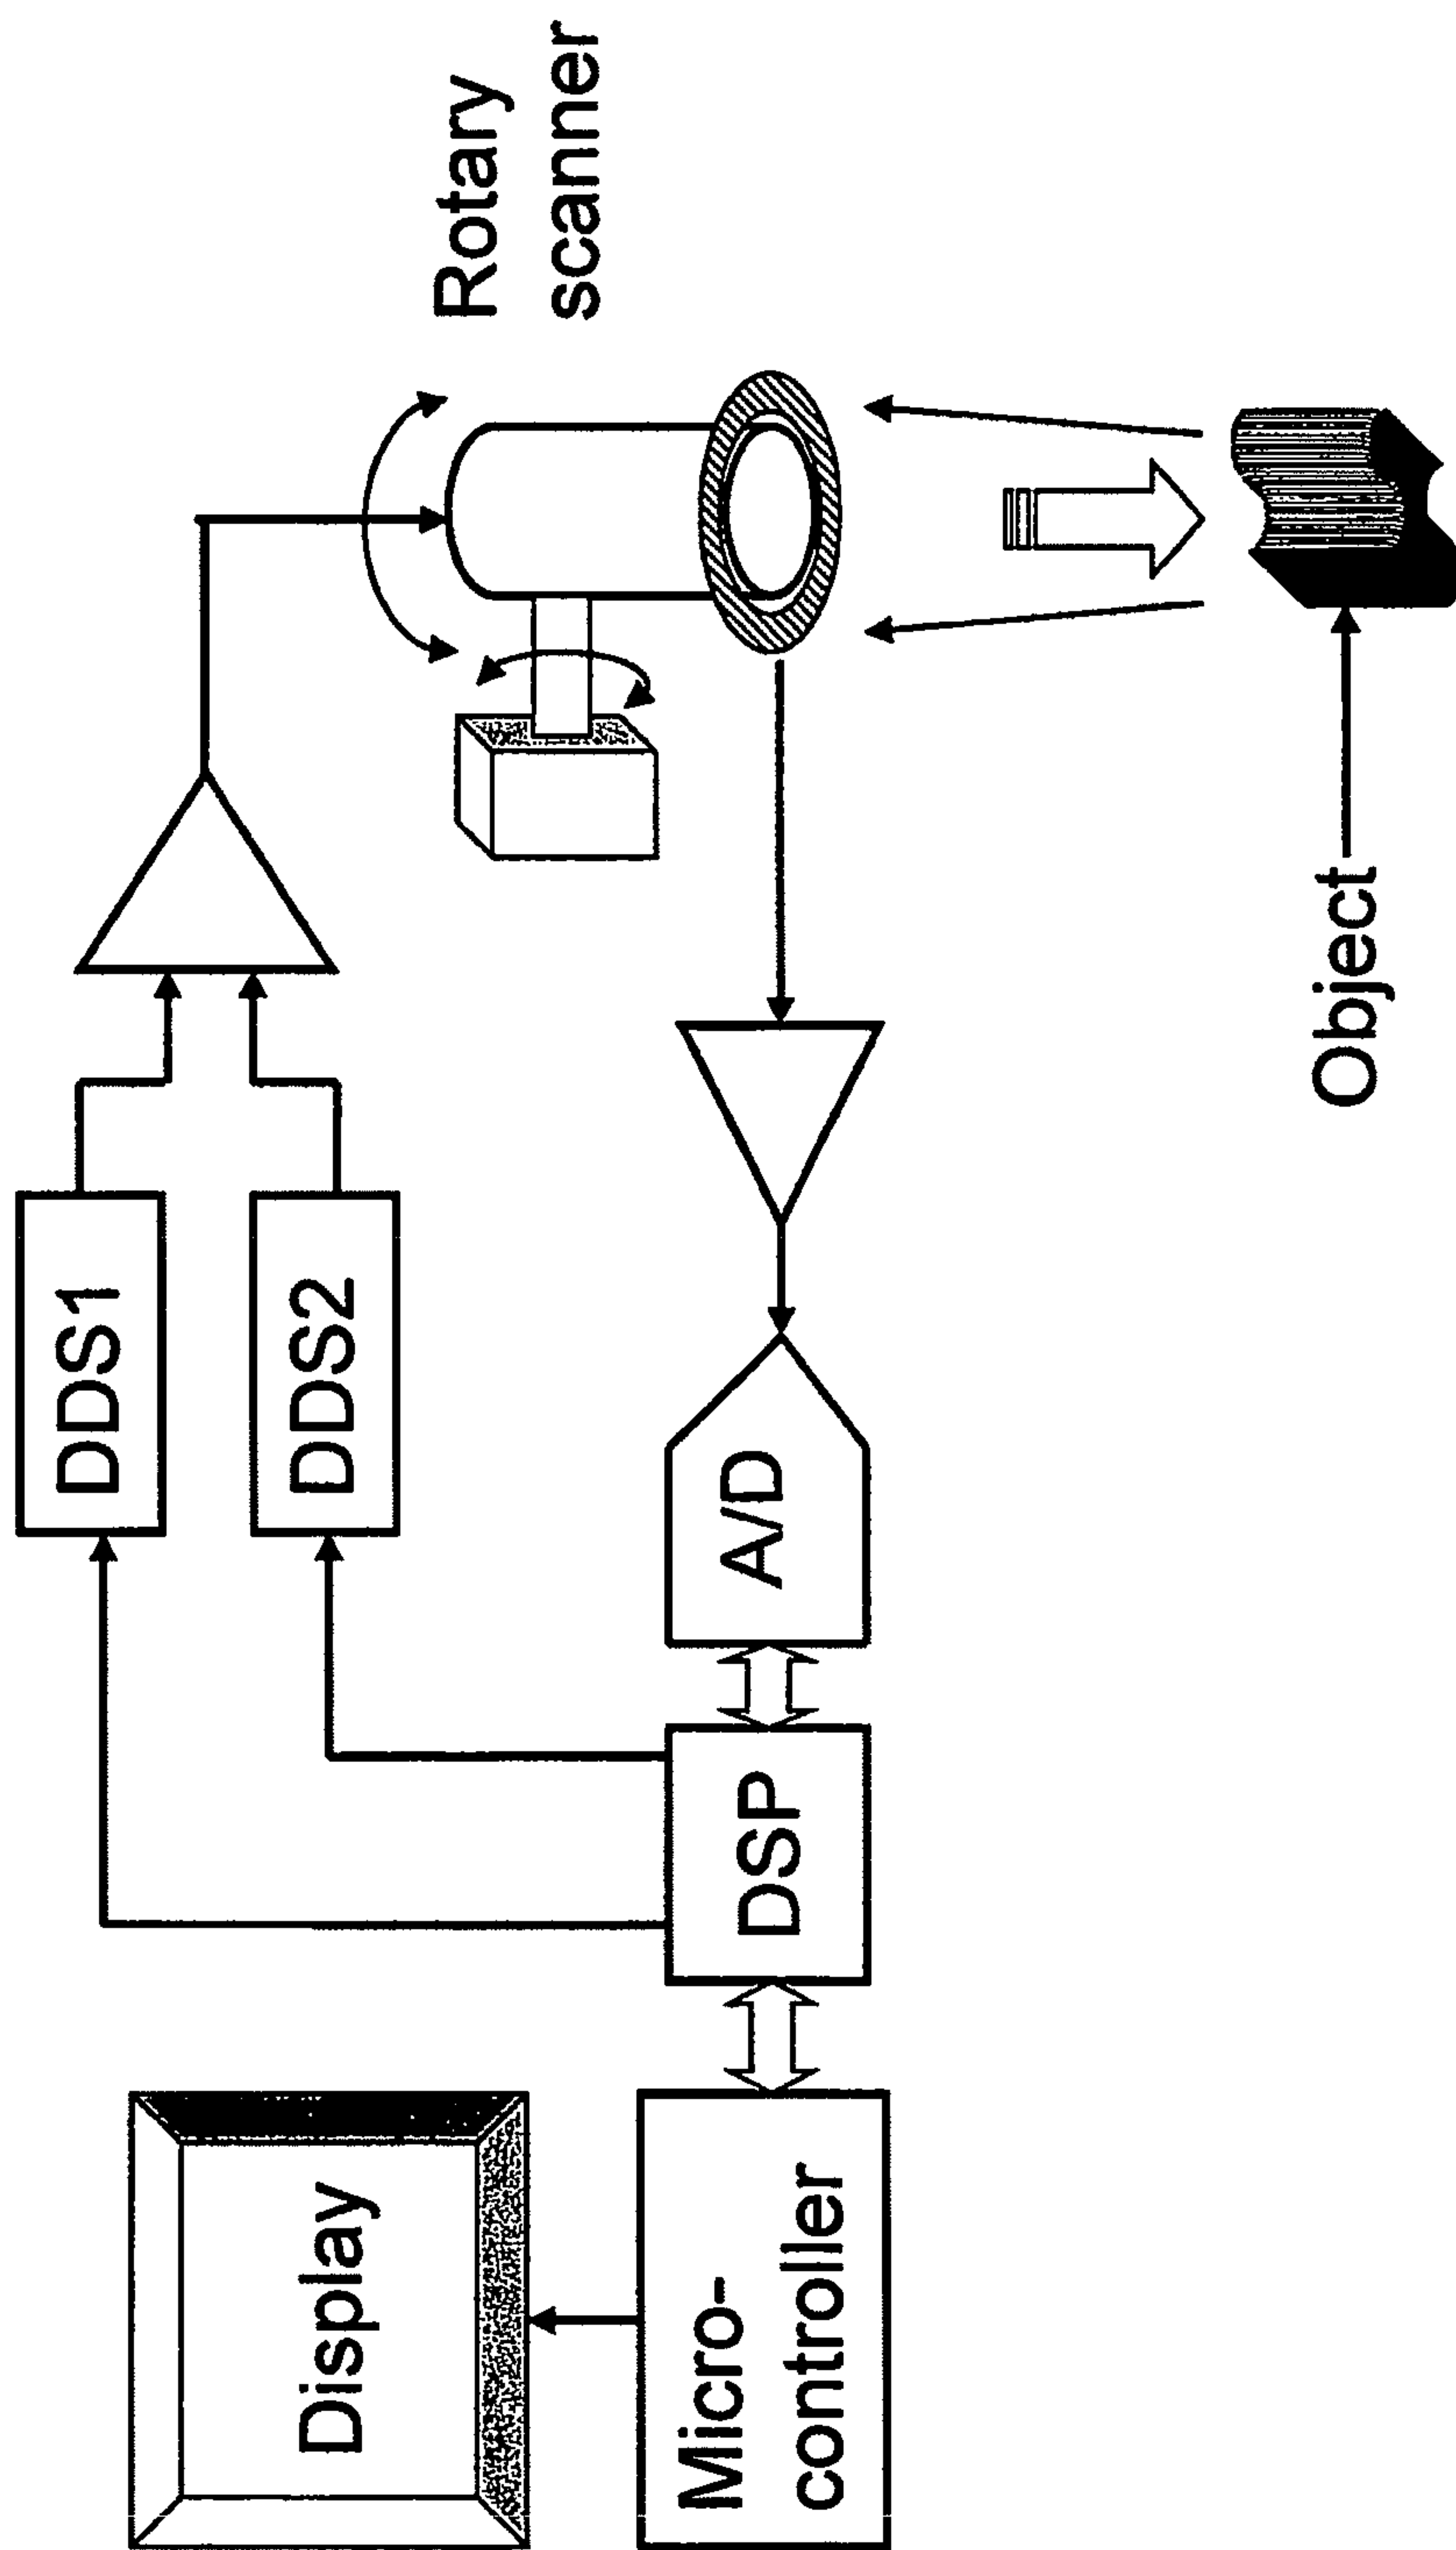 Display
Micro-
controller
DSP
A/D
DDS1
DDS2
Object
Rotary
scanner